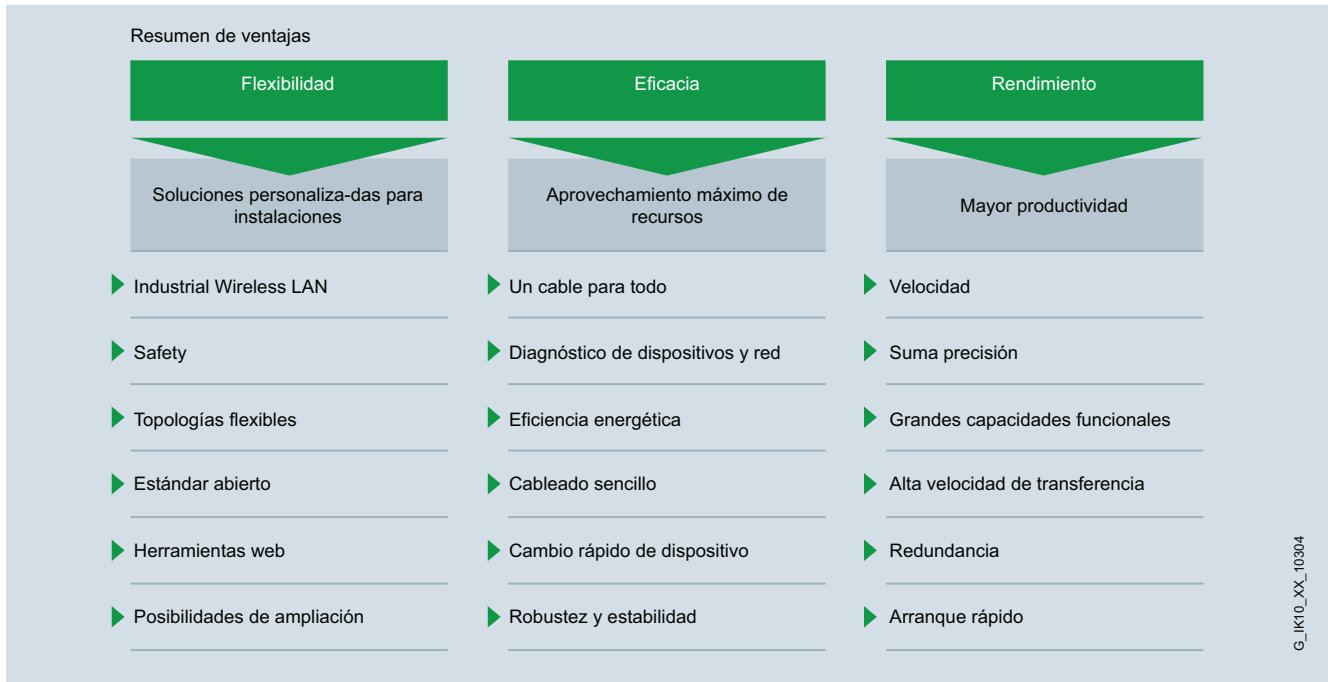 Resumen de ventajas
Flexibilidad
Soluciones personaliza-das para
instalaciones
Industrial Wireless LAN
Safety
Topologías flexibles
Estándar abierto
Herramientas web
Posibilidades de ampliación
Eficacia
Aprovechamiento máximo de
recursos
Un cable para todo
Diagnóstico de dispositivos y red
Eficiencia energética
Cableado sencillo
Cambio rápido de dispositivo
Robustez y estabilidad
Rendimiento
Mayor productividad
Velocidad
Suma precisión
Grandes capacidades funcionales
Alta velocidad de transferencia
Redundancia
Arranque rápido
G_IK10_XX_10304